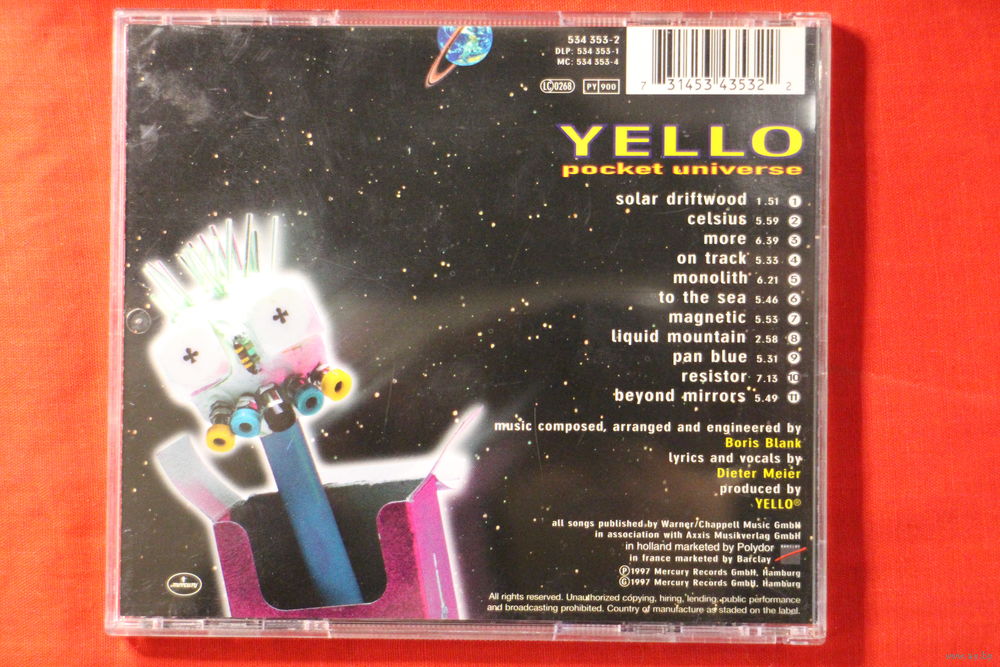 534 353-2
DLP: 534 353-1
MC: 534 353-4
LC 0268
PY 900
7 31453 43532 2
YELLO
pocket universe
solar driftwood 1.51 1
celsius 5.59 2
more 6.39 3
on track 5.33 4
monolith 6.21 5
to the sea 5.46 6
magnetic 5.53 7
liquid mountain 2.58 8
pan blue 5.31 9
resistor 7.13 10
beyond mirrors 5.49 11
music composed, arranged and engineered by
Boris Blank
lyrics and vocals by
Dieter Meier
produced by
YELLO®
all songs published by Warner/Chappell Music GmbH
in association with Axxis Musikverlag GmbH
in holland marketed by Polydor
in france marketed by Barclay
Ⓟ1997 Mercury Records GmbH, Hamburg
Ⓖ1997 Mercury Records GmbH, Hamburg
All rights reserved. Unauthorized copying, hiring, lending, public performance
and broadcasting prohibited. Country of manufacture as staded on the label.
mercury